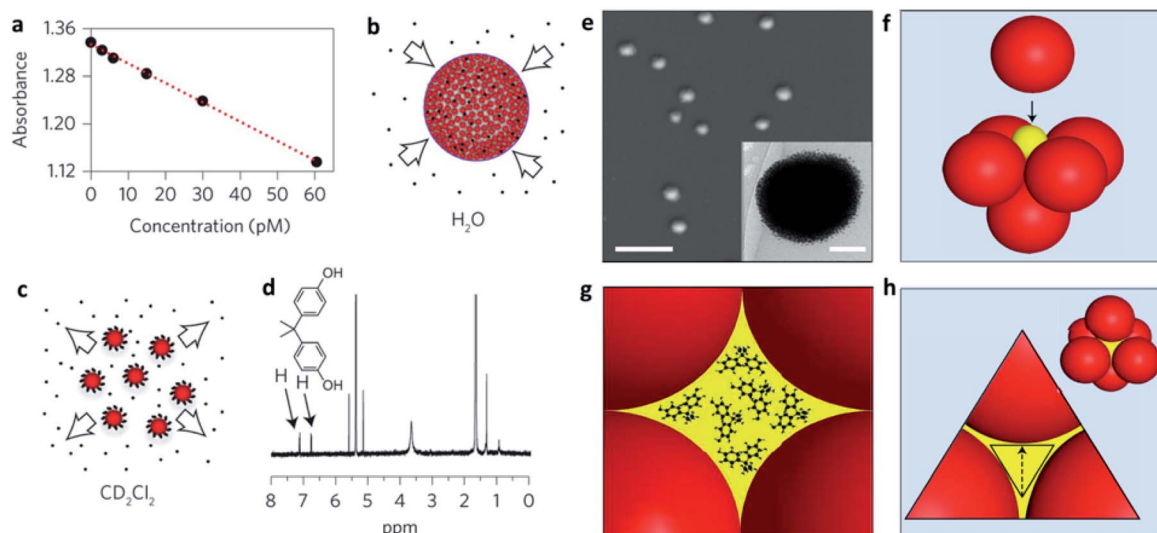 a
1.36
1.28
1.20
1.12
Absorbance
0 10 20 30 40 50 60
Concentration (pM)
b
H₂O
c
CD₂Cl₂
d
OH
OH
H H
8 7 6 5 4 3 2 1 0
ppm
e
f
g
h